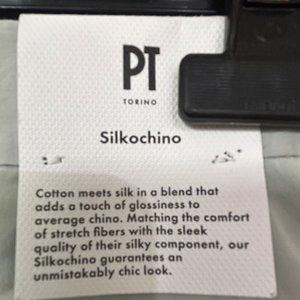 PT
TORINO
Silkochino
Cotton meets silk in a blend that
adds a touch of glossiness to
average chino. Matching the comfort
of stretch fibers with the sleek
quality of their silky component, our
Silkochino guarantees an
unmistakably chic look.